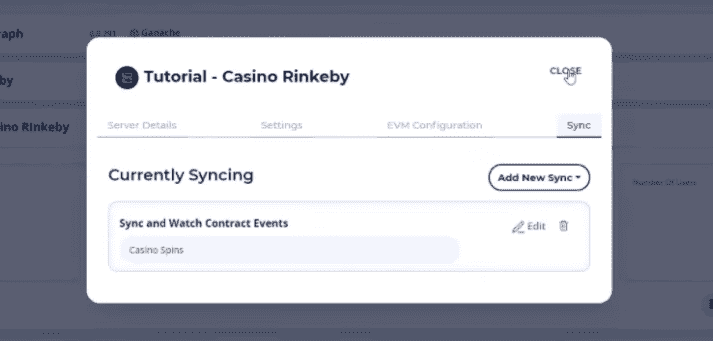 raph
Ganache
by
ino Rinkeby
Number Of Users
Tutorial - Casino Rinkeby
CLOSE
Server Details
Settings
EVM Configuration
Sync
Currently Syncing
Add New Sync
Sync and Watch Contract Events
Edit
Casino Spins